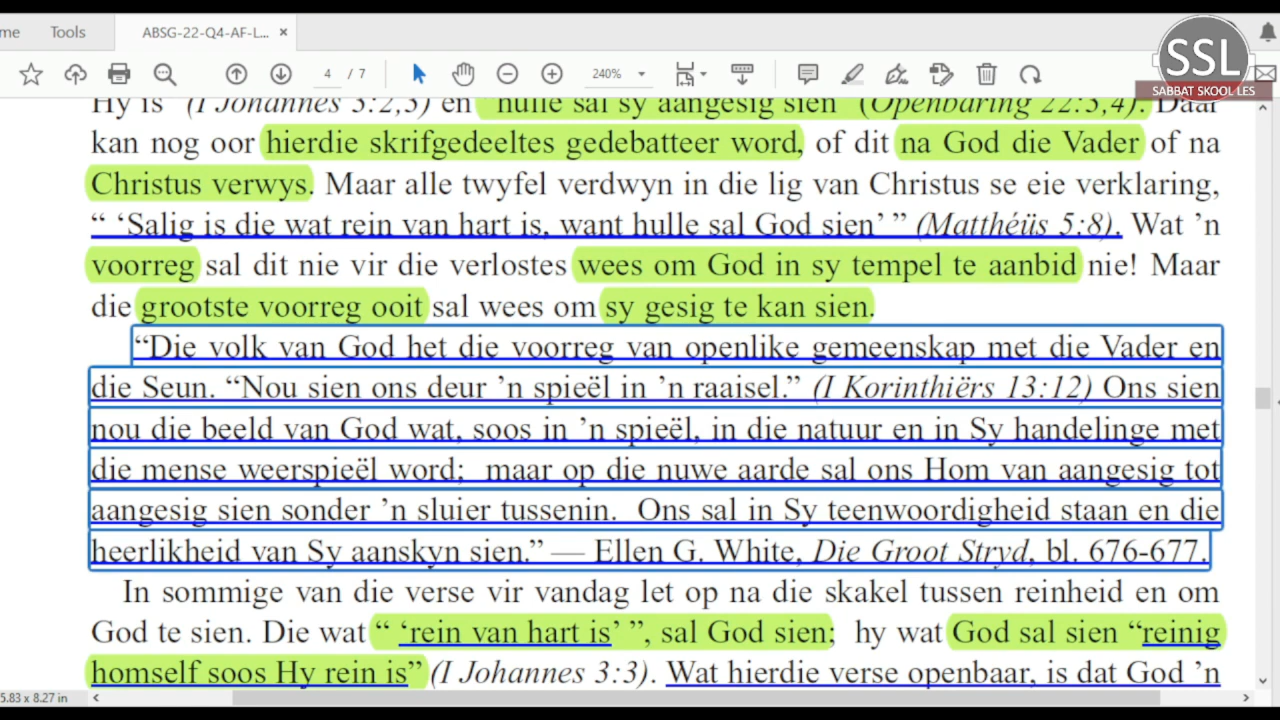 me Tools ABSG-22-Q4-AF-L... ×
4 / 7 240%
SSL
SABBAT SKOOL LES
Hy is" (I Johannes 3:2,3) en "hulle sal sy aangesig sien" (Openbaring 22:3,4). Daar
kan nog oor hierdie skrifgedeeltes gedebatteer word, of dit na God die Vader of na
Christus verwys. Maar alle twyfel verdwyn in die lig van Christus se eie verklaring,
“ ‘Salig is die wat rein van hart is, want hulle sal God sien’ ” (Matthéüs 5:8). Wat ’n
voorreg sal dit nie vir die verlostes wees om God in sy tempel te aanbid nie! Maar
die grootste voorreg ooit sal wees om sy gesig te kan sien.
“Die volk van God het die voorreg van openlike gemeenskap met die Vader en
die Seun. “Nou sien ons deur ’n spieël in ’n raaisel.” (I Korinthiërs 13:12) Ons sien
nou die beeld van God wat, soos in ’n spieël, in die natuur en in Sy handelinge met
die mense weerspieël word; maar op die nuwe aarde sal ons Hom van aangesig tot
aangesig sien sonder ’n sluier tussenin. Ons sal in Sy teenwoordigheid staan en die
heerlikheid van Sy aanskyn sien.” — Ellen G. White, Die Groot Stryd, bl. 676-677.
In sommige van die verse vir vandag let op na die skakel tussen reinheid en om
God te sien. Die wat “ ‘rein van hart is’ ”, sal God sien; hy wat God sal sien “reinig
homself soos Hy rein is” (I Johannes 3:3). Wat hierdie verse openbaar, is dat God ’n
5.83 x 8.27 in